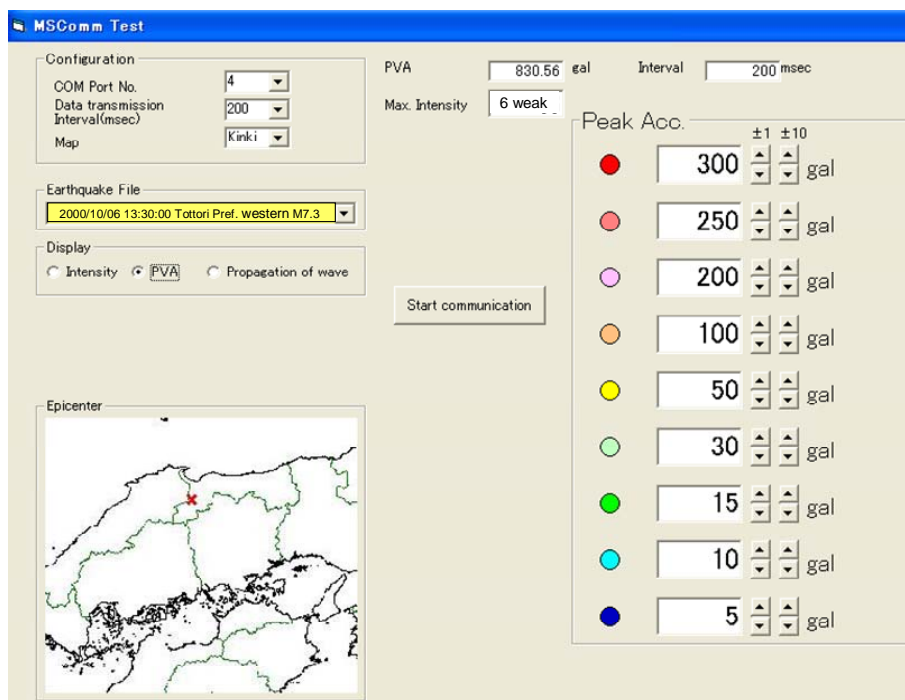 MSComm Test
Configuration
COM Port No. 4
Data transmission
Interval(msec) 200
Map Kinki
PVA 830.56 gal Interval 200 msec
Max. Intensity 6 weak
Earthquake File
2000/10/06 13:30:00 Tottori Pref. western M7.3
Display
Intensity PVA Propagation of wave
Start communication
Epicenter
Peak Acc. ±1 ±10
300 gal
250 gal
200 gal
100 gal
50 gal
30 gal
15 gal
10 gal
5 gal